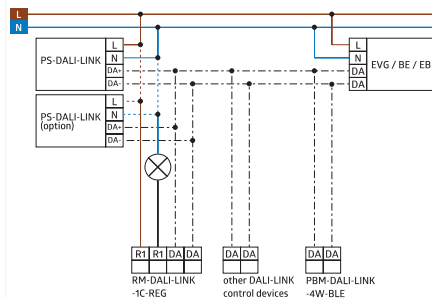 L
N
PS-DALI-LINK
L
N
DA+
DA-
EVG / BE / EB
L
N
DA
DA
PS-DALI-LINK
(option)
L
N
DA+
DA-
R1 R1 DA DA
DA DA
DA DA
RM-DALI-LINK
-1C-REG
other DALI-LINK
control devices
PBM-DALI-LINK
-4W-BLE